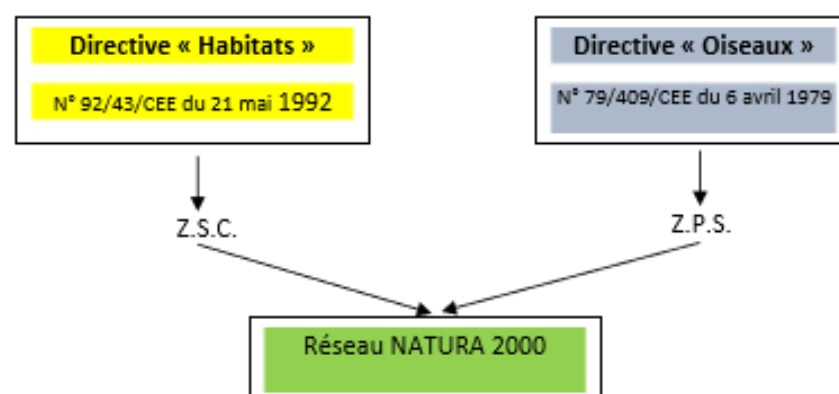 Directive « Habitats »
N° 92/43/CEE du 21 mai 1992
Directive « Oiseaux »
N° 79/409/CEE du 6 avril 1979
Z.S.C.
Z.P.S.
Réseau NATURA 2000